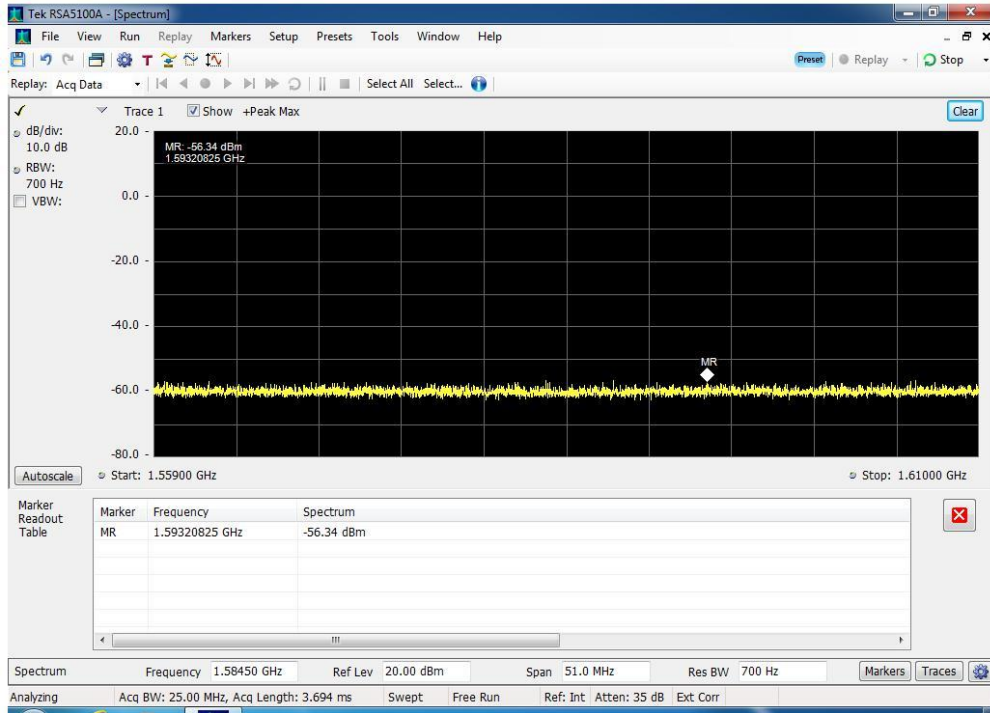 Tek RSA5100A - [Spectrum]
File View Run Replay Markers Setup Presets Tools Window Help
T Preset Replay Stop
Replay: Acq Data Select All Select...
Trace 1 Show +Peak Max Clear
dB/div:
10.0 dB
RBW:
700 Hz
VBW:
20.0
MR: -56.34 dBm
1.59320825 GHz
0.0
-20.0
-40.0
MR
-60.0
-80.0
Autoscale Start: 1.55900 GHz Stop: 1.61000 GHz
Marker
Readout
Table
Marker Frequency Spectrum
MR 1.59320825 GHz -56.34 dBm
Spectrum Frequency 1.58450 GHz Ref Lev 20.00 dBm Span 51.0 MHz Res BW 700 Hz Markers Traces
Analyzing Acq BW: 25.00 MHz, Acq Length: 3.694 ms Swept Free Run Ref: Int Atten: 35 dB Ext Corr